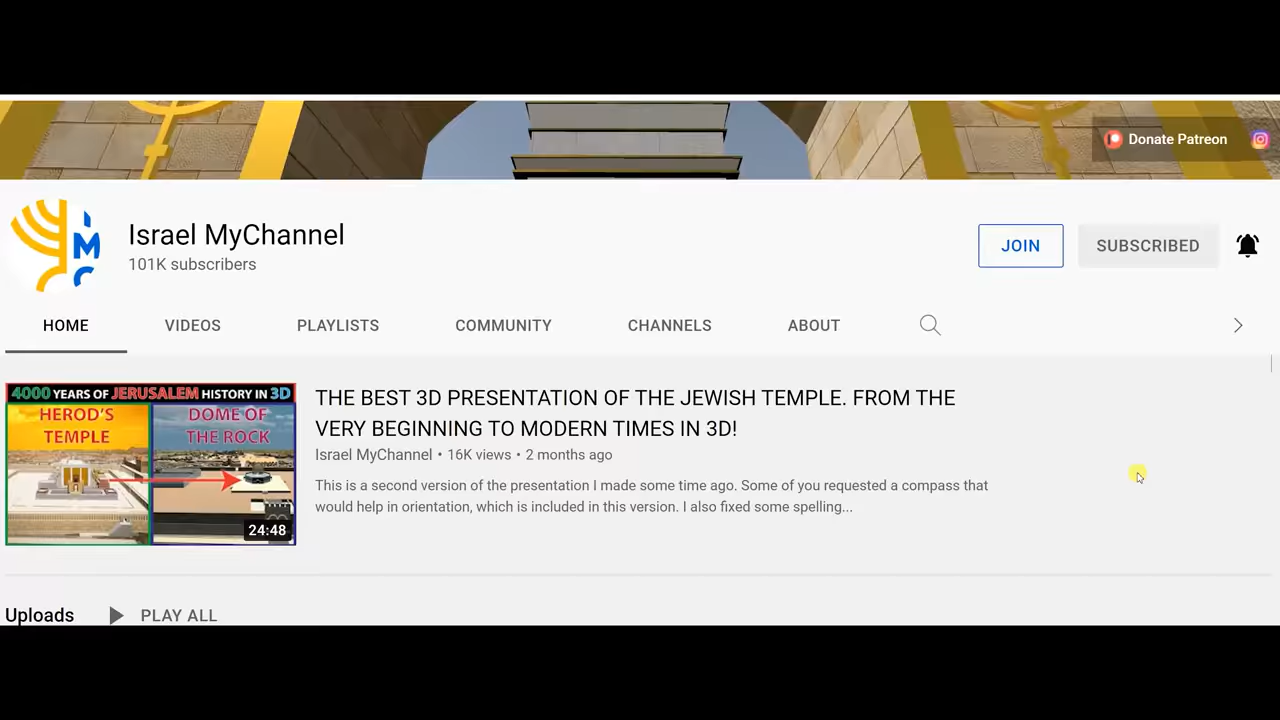 Donate Patreon
IMC
Israel MyChannel
101K subscribers
JOIN
SUBSCRIBED
HOME
VIDEOS
PLAYLISTS
COMMUNITY
CHANNELS
ABOUT
4000 YEARS OF JERUSALEM HISTORY IN 3D
HEROD'S
TEMPLE
DOME OF
THE ROCK
24:48
THE BEST 3D PRESENTATION OF THE JEWISH TEMPLE. FROM THE
VERY BEGINNING TO MODERN TIMES IN 3D!
Israel MyChannel • 16K views • 2 months ago
This is a second version of the presentation I made some time ago. Some of you requested a compass that
would help in orientation, which is included in this version. I also fixed some spelling...
Uploads
PLAY ALL